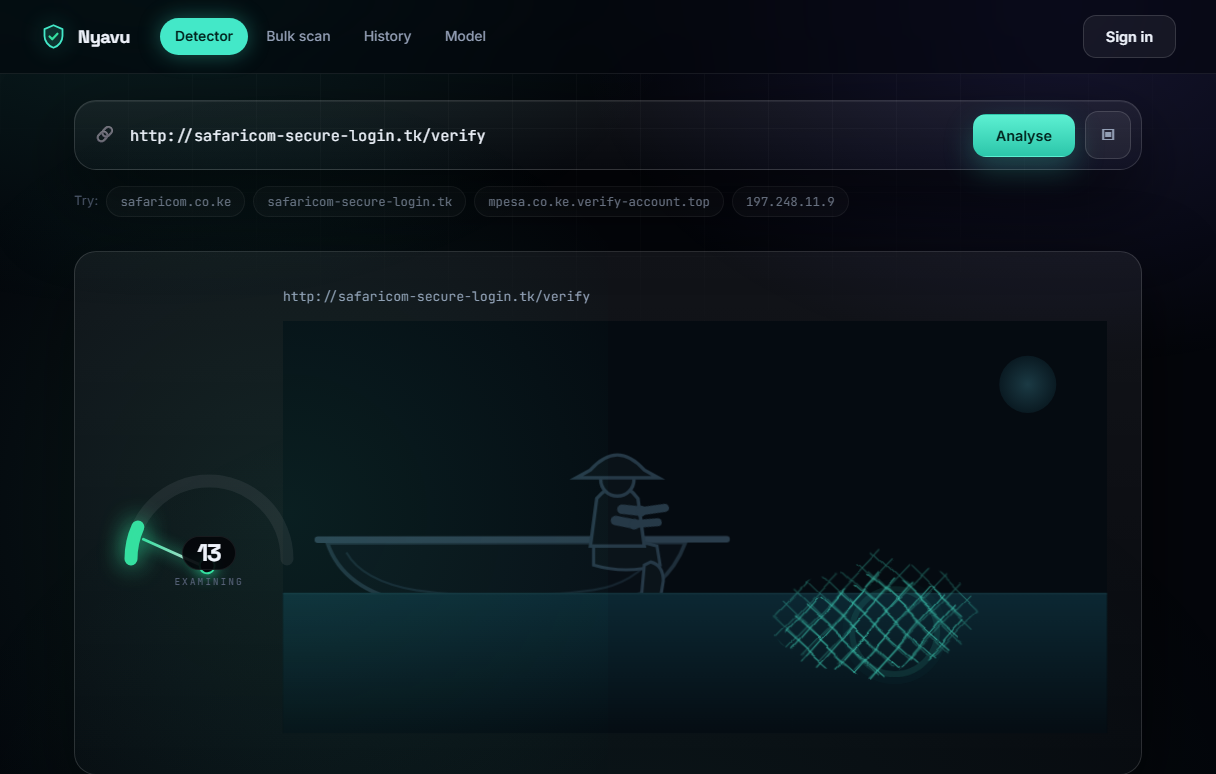 Nyavu
Detector
Bulk scan
History
Model
Sign in
http://safaricom-secure-login.tk/verify
Analyse
Try:
safaricom.co.ke
safaricom-secure-login.tk
mpesa.co.ke.verify-account.top
197.248.11.9
http://safaricom-secure-login.tk/verify
13
EXAMINING